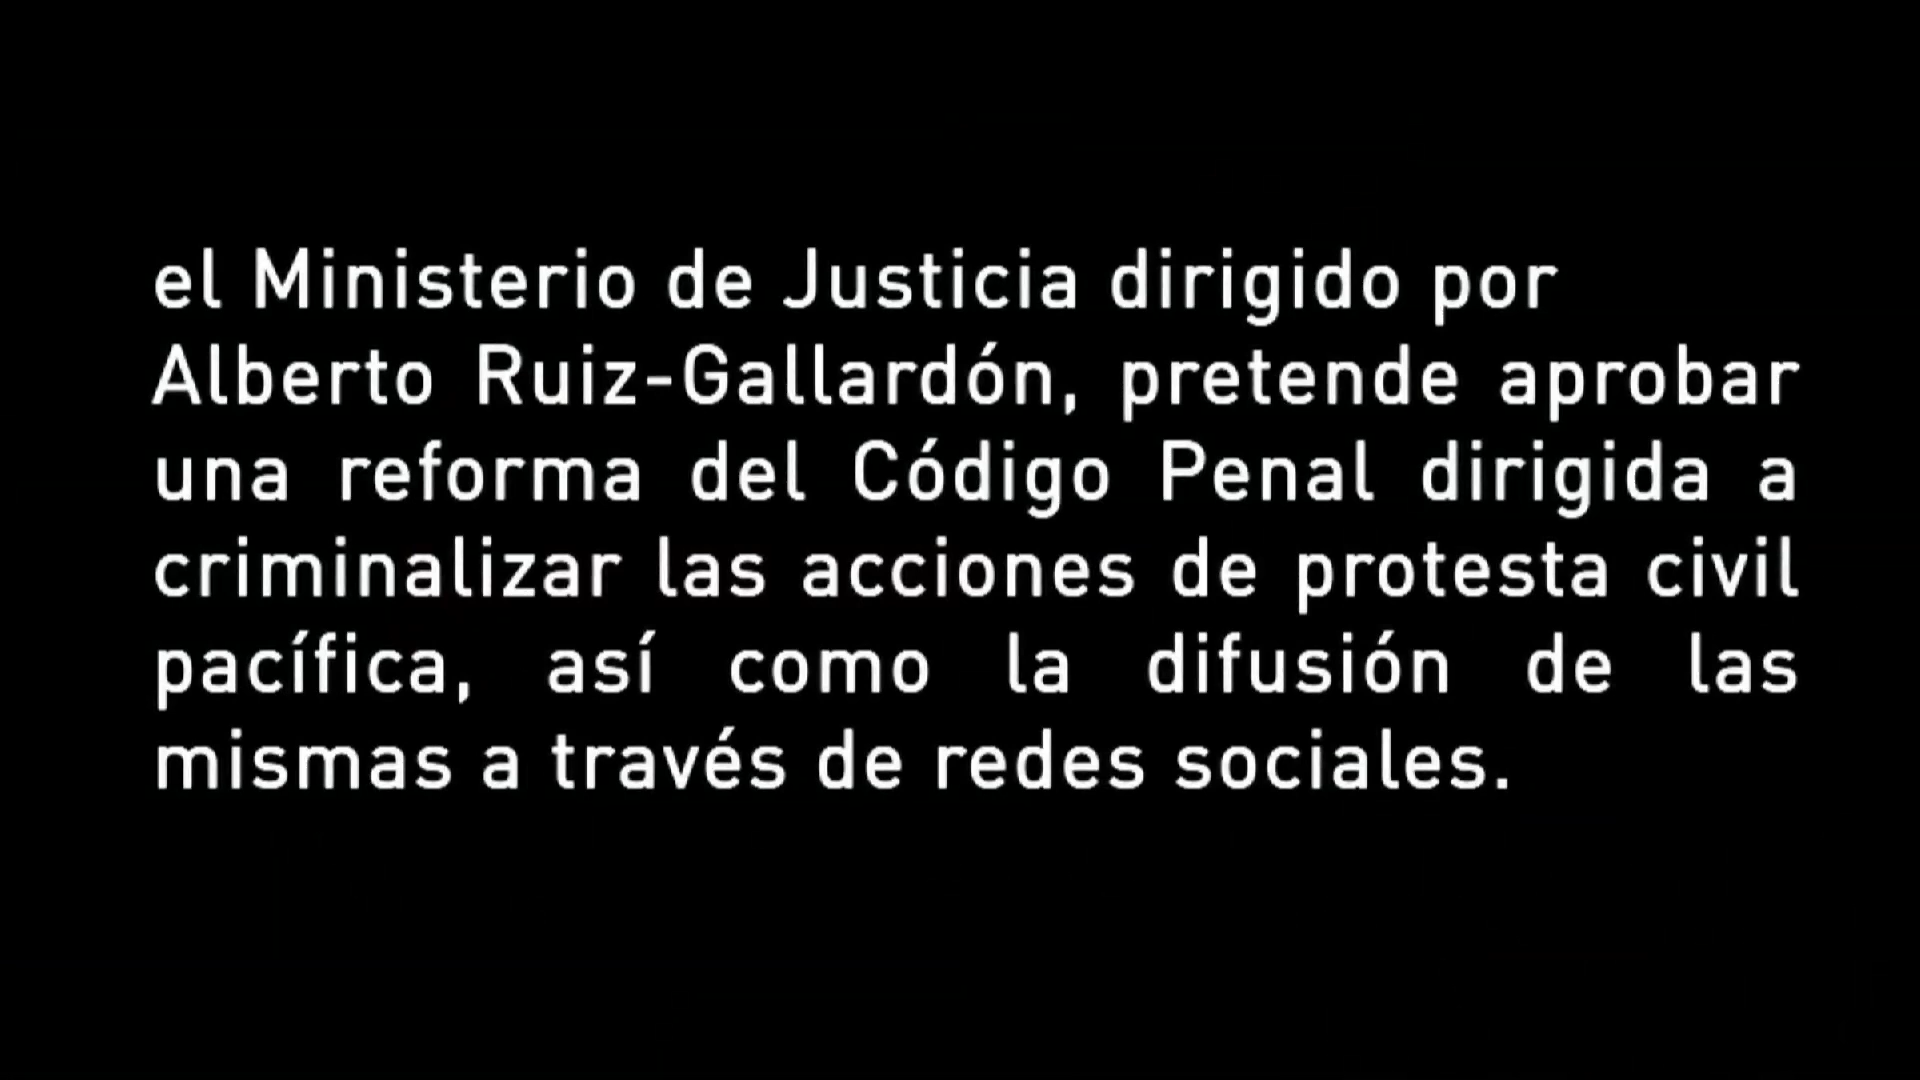 el Ministerio de Justicia dirigido por
Alberto Ruiz-Gallardón, pretende aprobar
una reforma del Código Penal dirigida a
criminalizar las acciones de protesta civil
pacífica, así como la difusión de las
mismas a través de redes sociales.